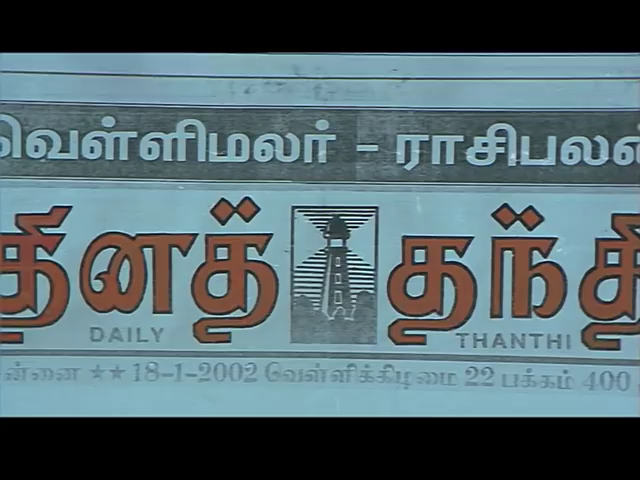 வெள்ளிமலர் - ராசிபலன்
தினத் தந்தி
DAILY THANTHI
சென்னை ★★ 18-1-2002 வெள்ளிக்கிழமை 22 பக்கம் 400